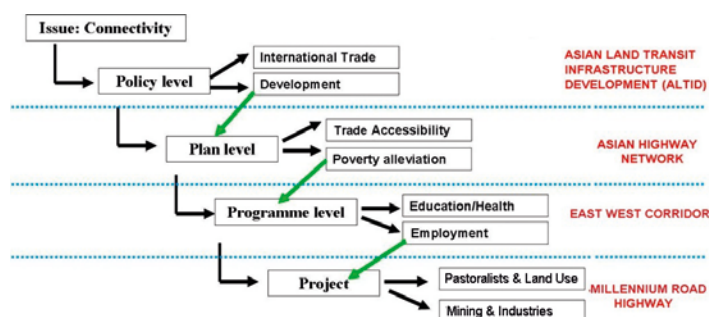 Issue: Connectivity
International Trade
Policy level
Development
ASIAN LAND TRANSIT
INFRASTRUCTURE
DEVELOPMENT (ALTID)
Trade Accessibility
Plan level
Poverty alleviation
ASIAN HIGHWAY
NETWORK
Education/Health
Programme level
Employment
EAST WEST CORRIDOR
Project
Pastoralists & Land Use
Mining & Industries
MILLENNIUM ROAD
HIGHWAY